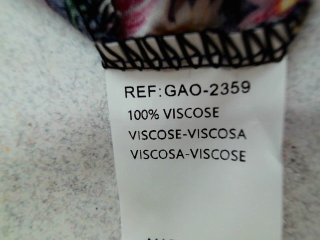 REF:GAO-2359
100% VISCOSE
VISCOSE-VISCOSA
VISCOSA-VISCOSE